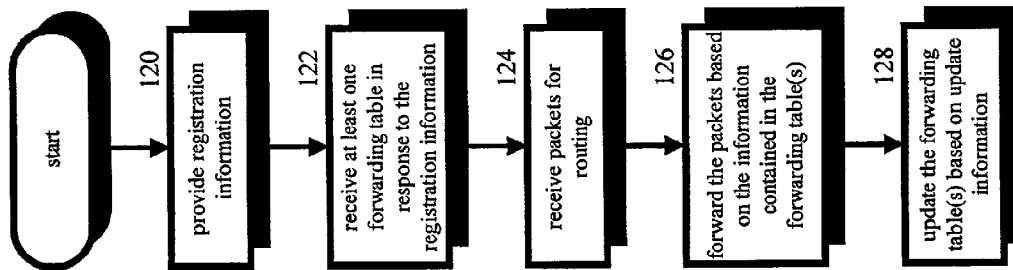 start
120
provide registration
information
122
receive at least one
forwarding table in
response to the
registration information
124
receive packets for
routing
126
forward the packets based
on the information
contained in the
forwarding table(s)
128
update the forwarding
table(s) based on update
information